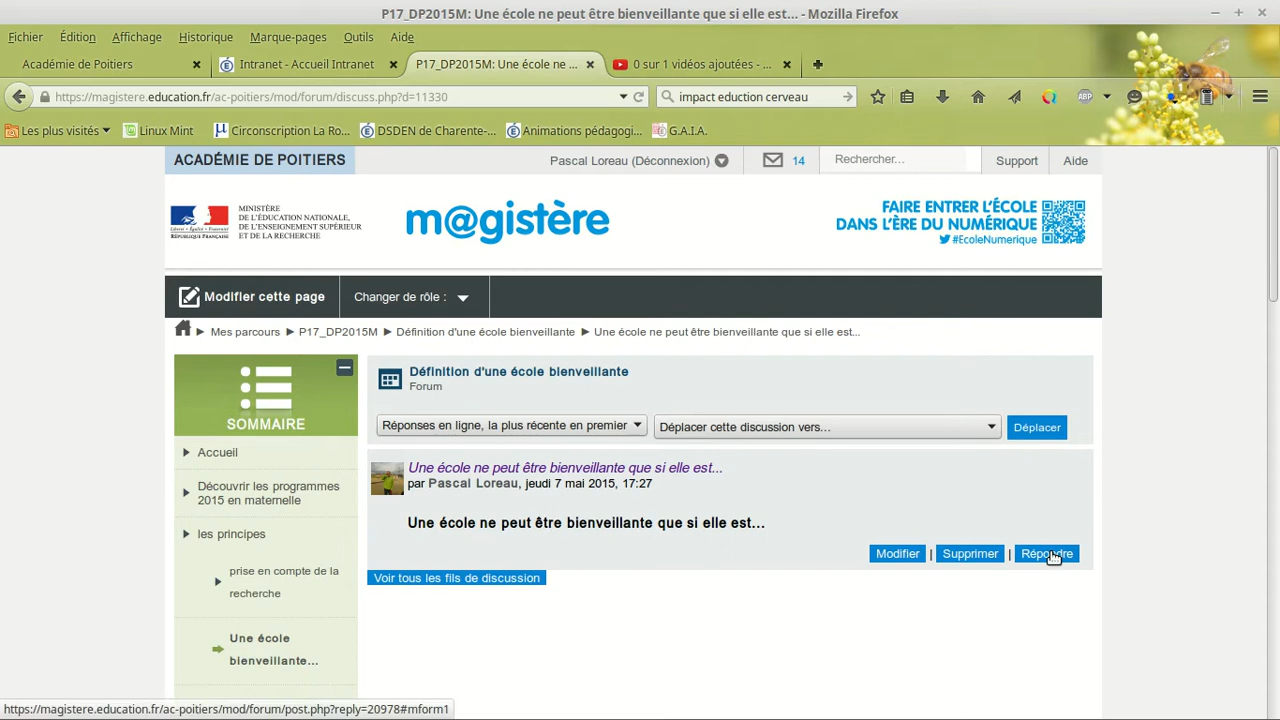 P17_DP2015M: Une école ne peut être bienveillante que si elle est... - Mozilla Firefox
Fichier Édition Affichage Historique Marque-pages Outils Aide
Académie de Poitiers Intranet - Accueil Intranet P17_DP2015M: Une école ne ... 0 sur 1 vidéos ajoutées - ...
https://magistere.education.fr/ac-poitiers/mod/forum/discuss.php?d=11330 impact eduction cerveau ABP
Les plus visités Linux Mint Circonscription La Ro... DSDEN de Charente-... Animations pédagogi... G.A.I.A.
ACADÉMIE DE POITIERS Pascal Loreau (Déconnexion) 14 Rechercher... Support Aide
MINISTÈRE
DE L'ÉDUCATION NATIONALE,
DE L'ENSEIGNEMENT SUPÉRIEUR
ET DE LA RECHERCHE
m@gistère
FAIRE ENTRER L'ÉCOLE
DANS L'ÈRE DU NUMÉRIQUE
#EcoleNumerique
Modifier cette page Changer de rôle :
Mes parcours P17_DP2015M Définition d'une école bienveillante Une école ne peut être bienveillante que si elle est...
SOMMAIRE
Accueil
Découvrir les programmes
2015 en maternelle
les principes
prise en compte de la
recherche
Une école
bienveillante...
Définition d'une école bienveillante
Forum
Réponses en ligne, la plus récente en premier Déplacer cette discussion vers... Déplacer
Une école ne peut être bienveillante que si elle est...
par Pascal Loreau, jeudi 7 mai 2015, 17:27
Une école ne peut être bienveillante que si elle est...
Modifier | Supprimer | Répondre
Voir tous les fils de discussion
https://magistere.education.fr/ac-poitiers/mod/forum/post.php?reply=20978#mform1